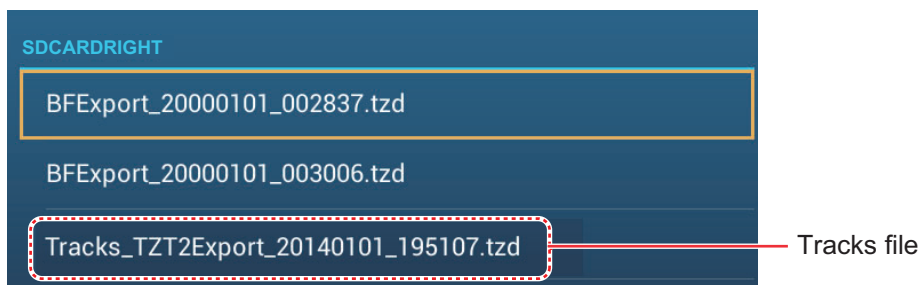 SDCARDRIGHT
BFExport_20000101_002837.tzd
BFExport_20000101_003006.tzd
Tracks_TZT2Export_20140101_195107.tzd
Tracks file